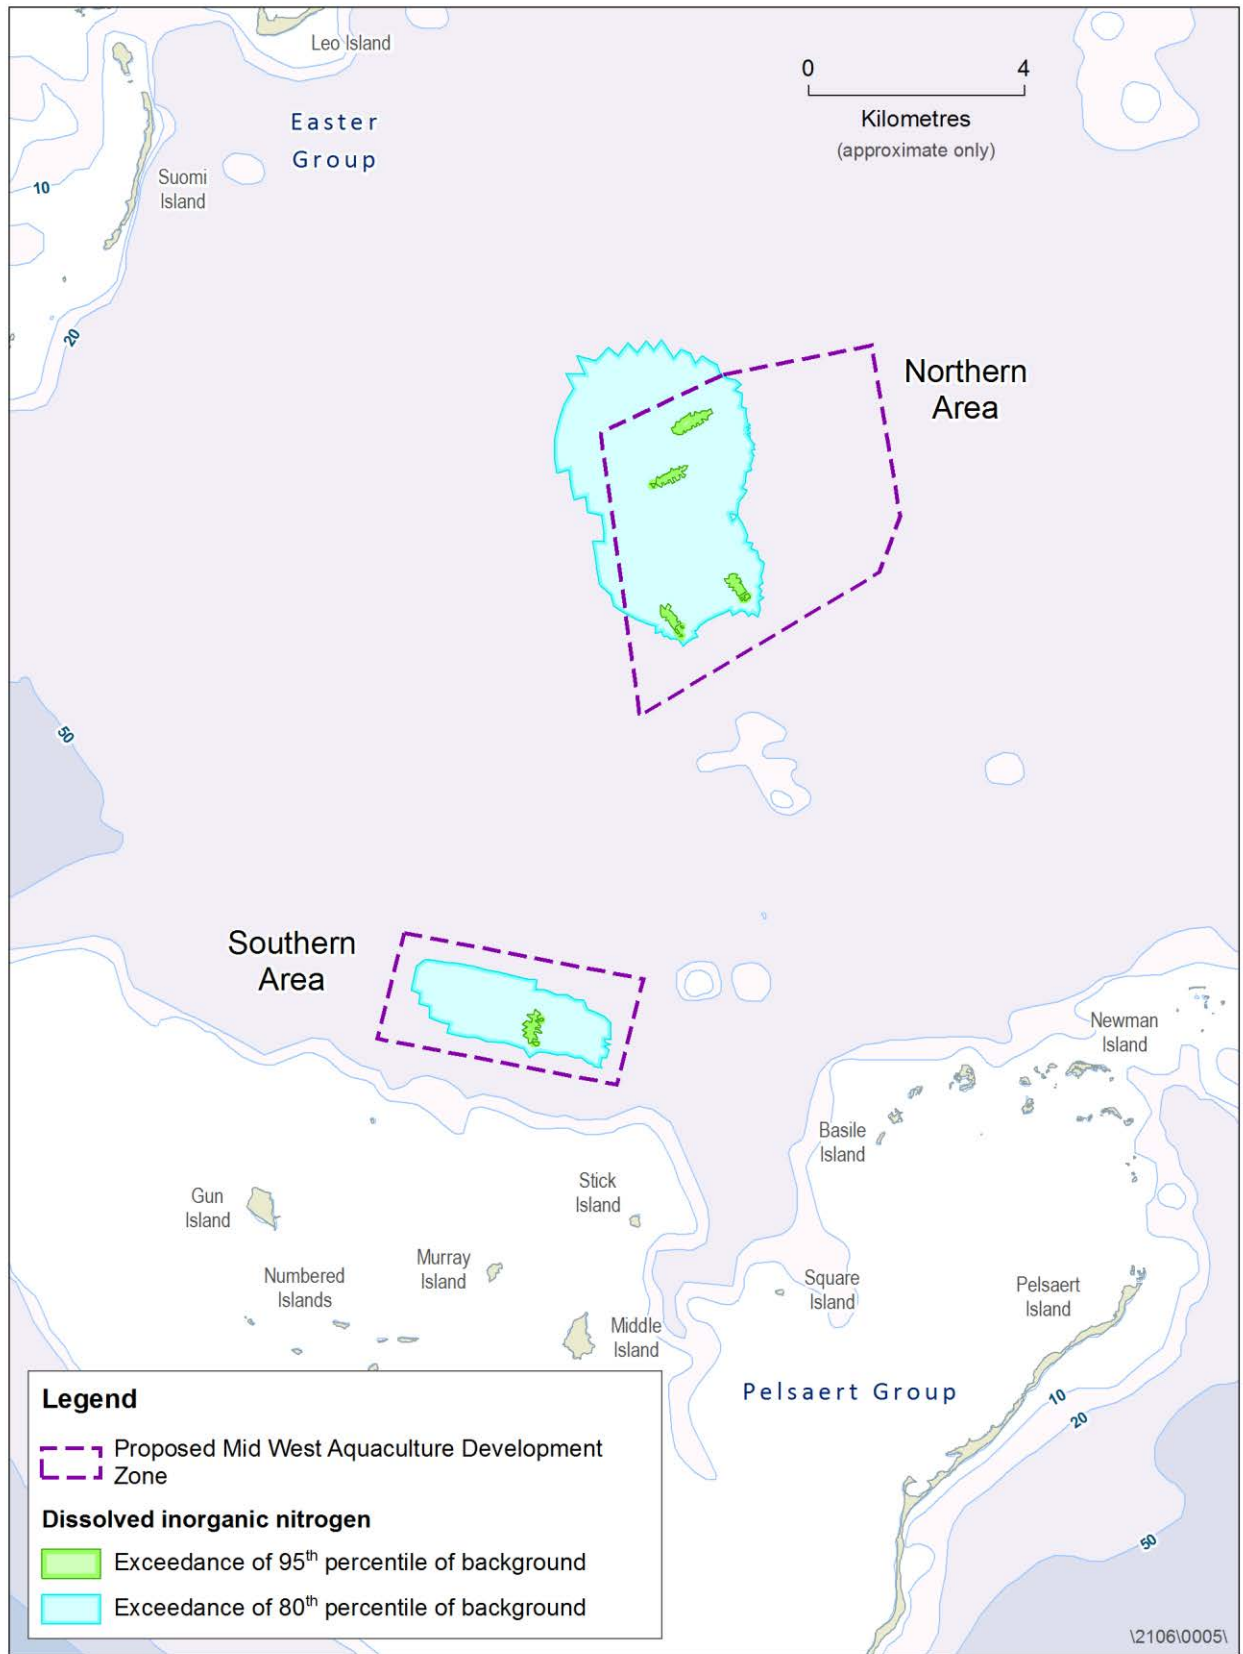 Leo Island
0 4
Kilometres
(approximate only)
Easter
Group
10
Suomi
Island
20
Northern
Area
50
Southern
Area
Newman
Island
Basile
Island
Stick
Island
Gun
Island
Murray
Island
Numbered
Islands
Square
Island
Pelsaert
Island
Middle
Island
Pelsaert Group
10
20
50
Legend
Proposed Mid West Aquaculture Development
Zone
Dissolved inorganic nitrogen
Exceedance of 95th percentile of background
Exceedance of 80th percentile of background
\2106\0005\